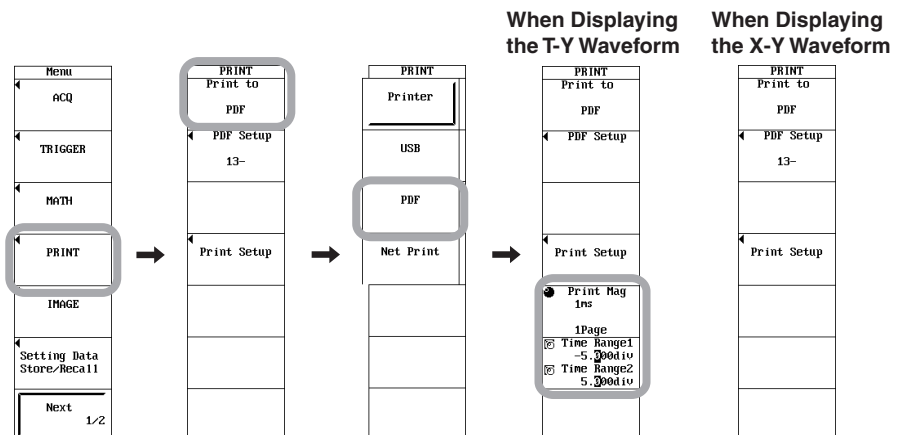 When Displaying
the T-Y Waveform
When Displaying
the X-Y Waveform
Menu
ACQ
TRIGGER
MATH
PRINT
IMAGE
Setting Data
Store/Recall
Next
1/2
PRINT
Print to
PDF
PDF Setup
13-
Print Setup
PRINT
Printer
USB
PDF
Net Print
PRINT
Print to
PDF
PDF Setup
Print Setup
Print Mag
1ms
1Page
Time Range1
-5.000div
Time Range2
5.000div
PRINT
Print to
PDF
PDF Setup
13-
Print Setup